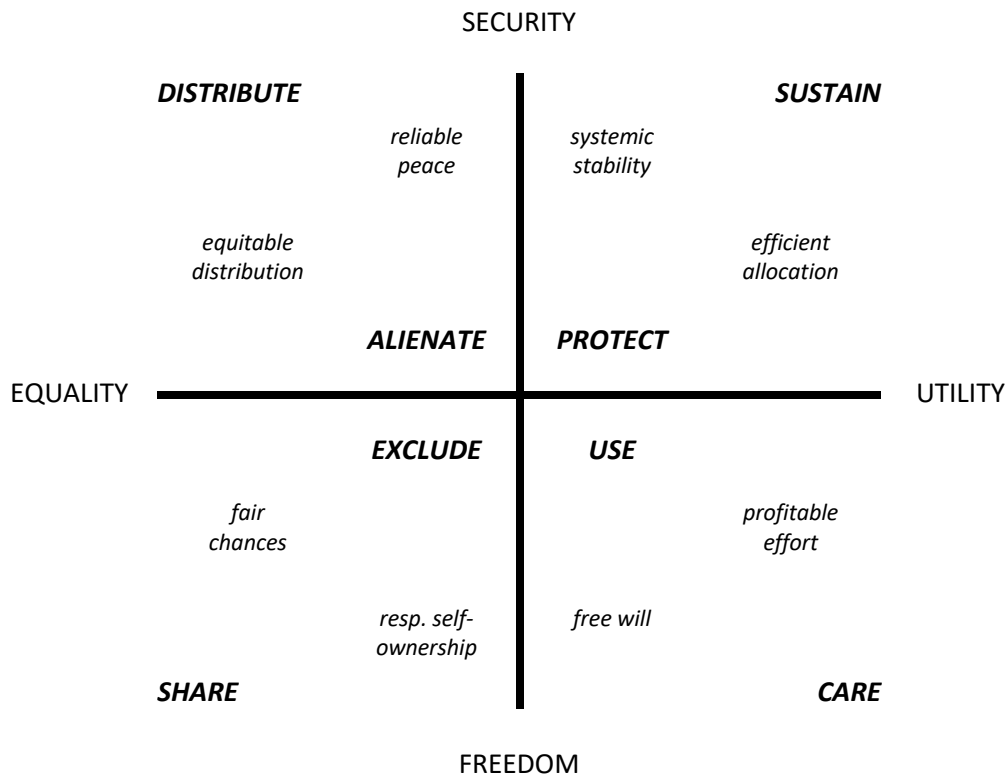 SECURITY
DISTRIBUTE
SUSTAIN
reliable
peace
systemic
stability
equitable
distribution
efficient
allocation
ALIENATE
PROTECT
EQUALITY
UTILITY
EXCLUDE
USE
fair
chances
profitable
effort
resp. self-
ownership
free will
SHARE
CARE
FREEDOM